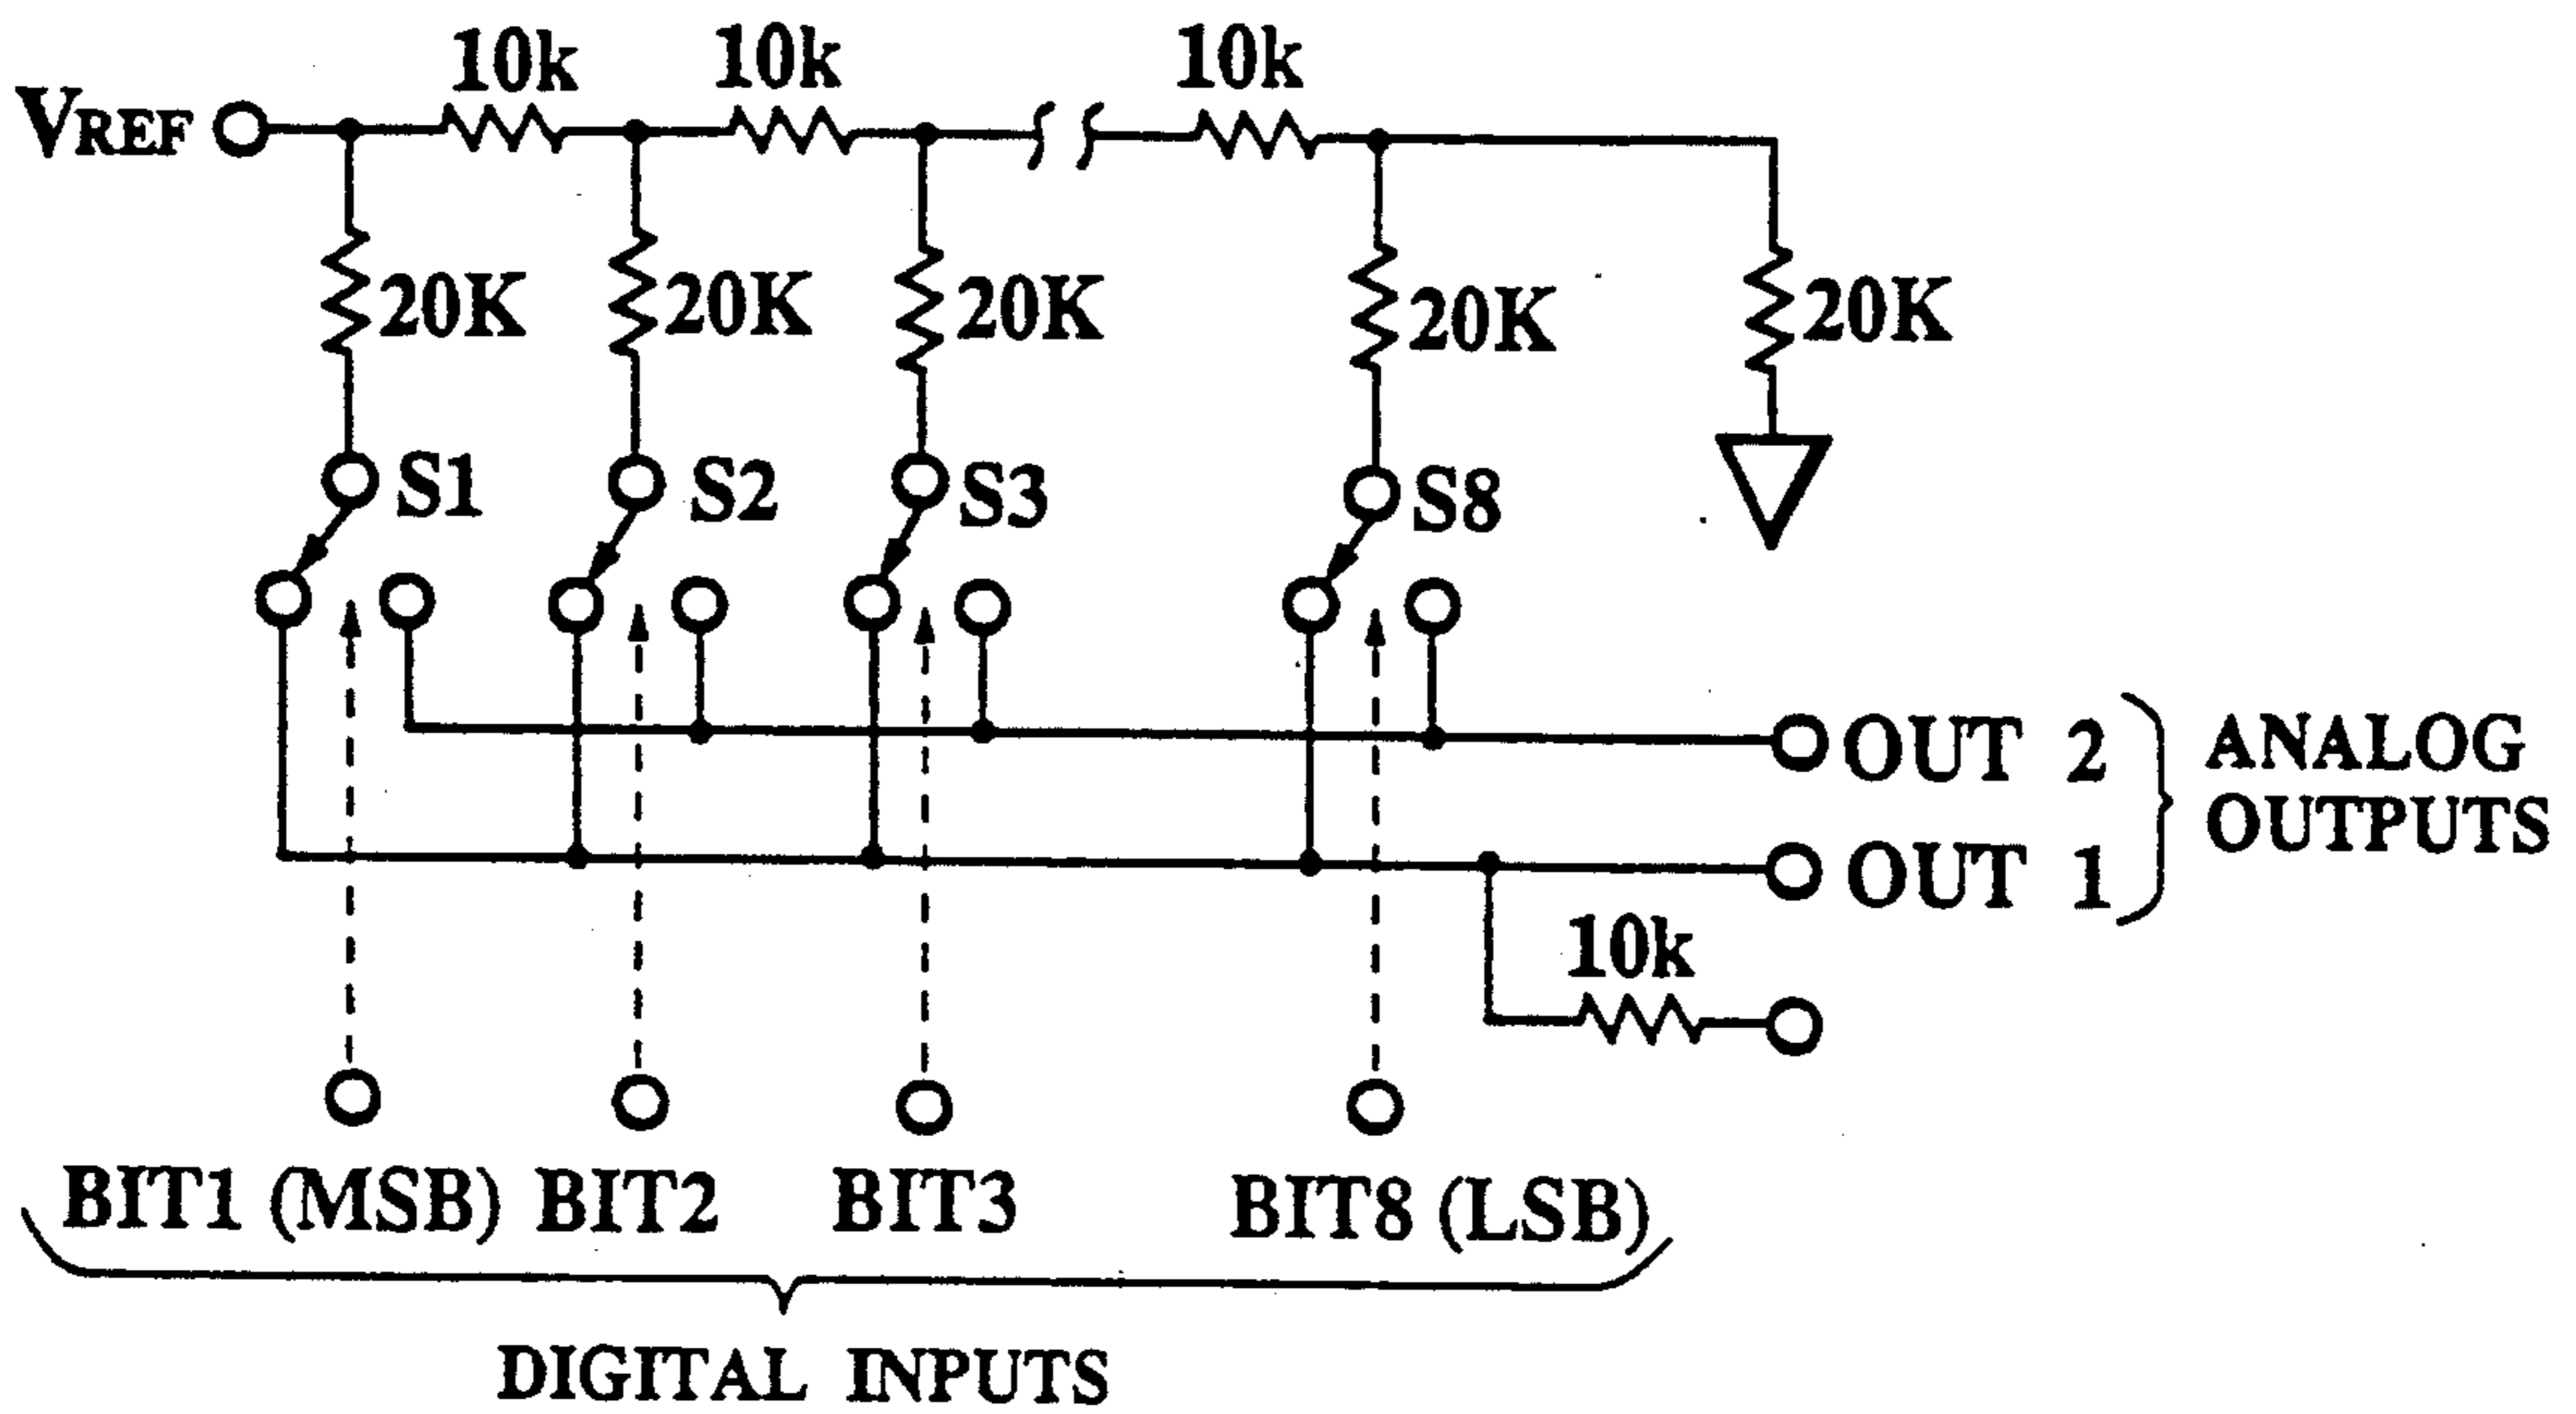 10k 10k 10k
VREF
20K 20K 20K 20K 20K
S1 S2 S3 S8
OUT 2
OUT 1
ANALOG
OUTPUTS
10k
BIT1 (MSB) BIT2 BIT3 BIT8 (LSB)
DIGITAL INPUTS